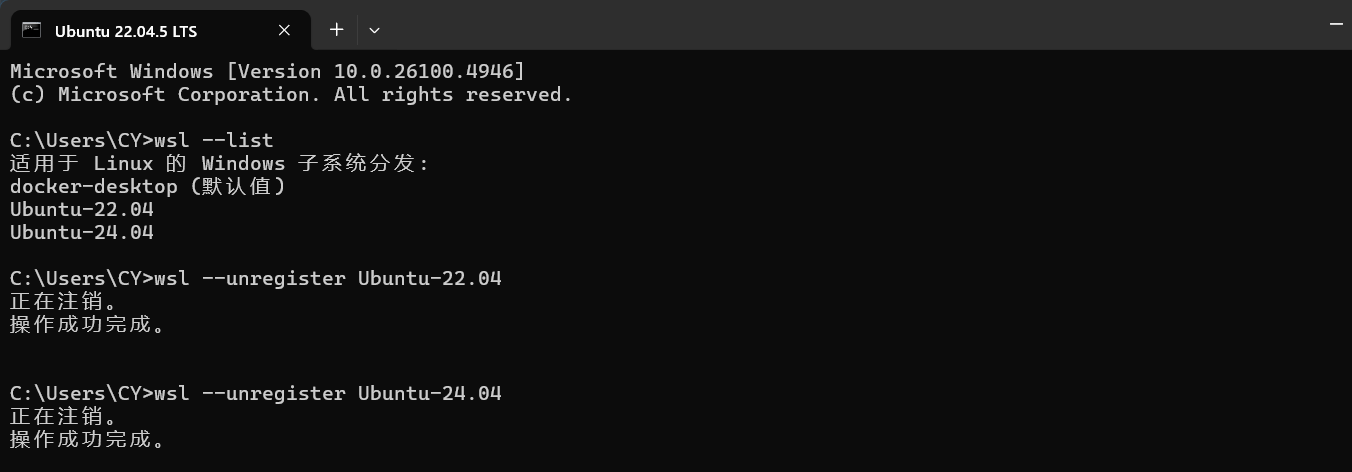 Ubuntu 22.04.5 LTS
Microsoft Windows [Version 10.0.26100.4946]
(c) Microsoft Corporation. All rights reserved.
C:\Users\CY>wsl --list
适用于 Linux 的 Windows 子系统分发:
docker-desktop (默认值)
Ubuntu-22.04
Ubuntu-24.04
C:\Users\CY>wsl --unregister Ubuntu-22.04
正在注销。
操作成功完成。
C:\Users\CY>wsl --unregister Ubuntu-24.04
正在注销。
操作成功完成。